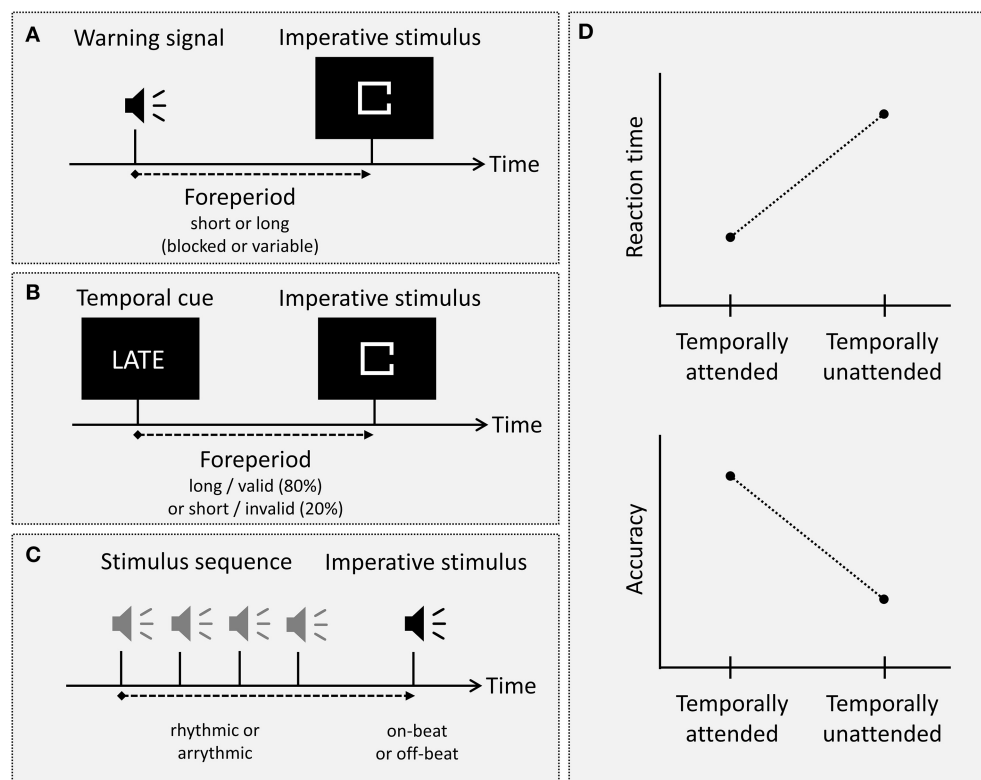 A
Warning signal
Imperative stimulus
Time
Foreperiod
short or long
(blocked or variable)
B
Temporal cue
Imperative stimulus
LATE
Time
Foreperiod
long / valid (80%)
or short / invalid (20%)
C
Stimulus sequence
Imperative stimulus
Time
rhythmic or
arrythmic
on-beat
or off-beat
D
Reaction time
Temporally
attended
Temporally
unattended
Accuracy
Temporally
attended
Temporally
unattended